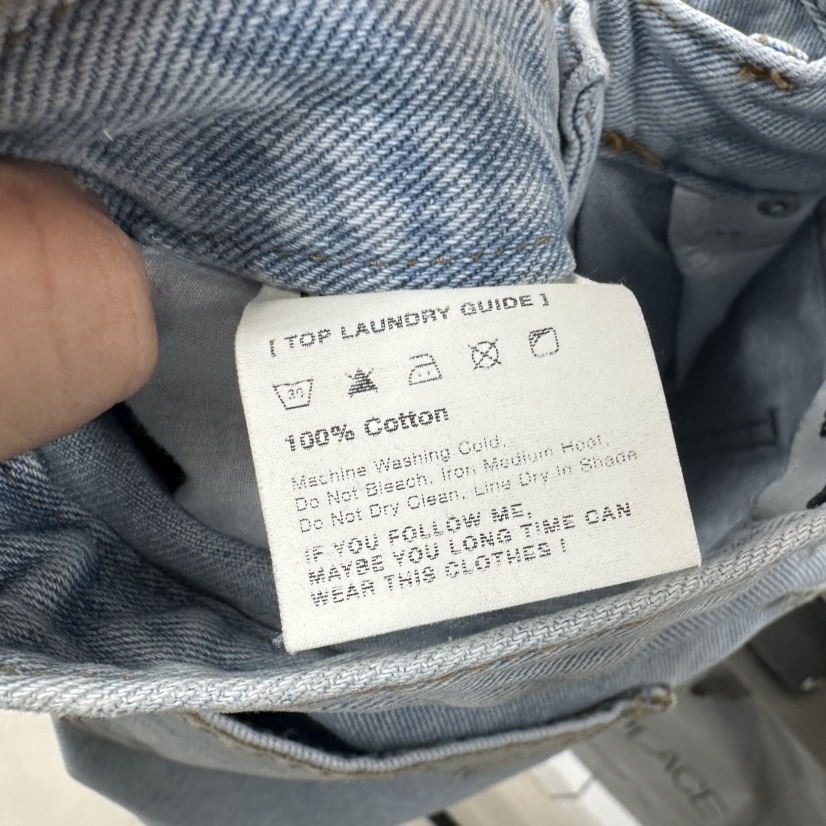 [ TOP LAUNDRY GUIDE ]
30
100% Cotton
Machine Washing Cold,
Do Not Bleach, Iron Medium Heat,
Do Not Dry Clean, Line Dry in Shade
IF YOU FOLLOW ME,
MAYBE YOU LONG TIME CAN
WEAR THIS CLOTHES !
PLACE